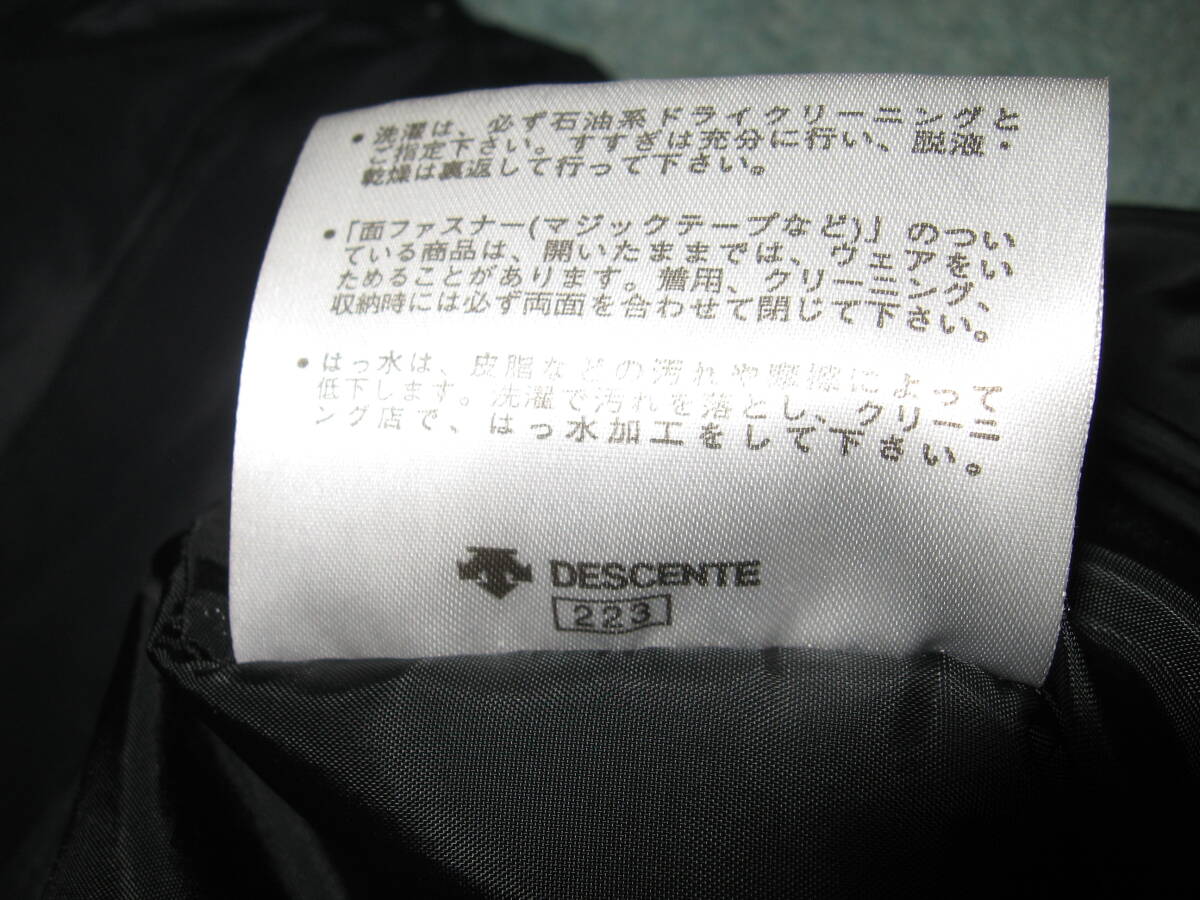 • 洗濯は、必ず石油系ドライクリーニングと
ご指定下さい。すすぎは充分に行い、脱液・
乾燥は裏返して行って下さい。
• 「面ファスナー(マジックテープなど)」のつい
ている商品は、開いたままでは、ウェアをい
ためることがあります。着用、クリーニング、
収納時には必ず両面を合わせて閉じて下さい。
• はっ水は、皮脂などの汚れや摩擦によって
低下します。洗濯で汚れを落とし、クリーニ
ング店で、はっ水加工をして下さい。
DESCENTE
223